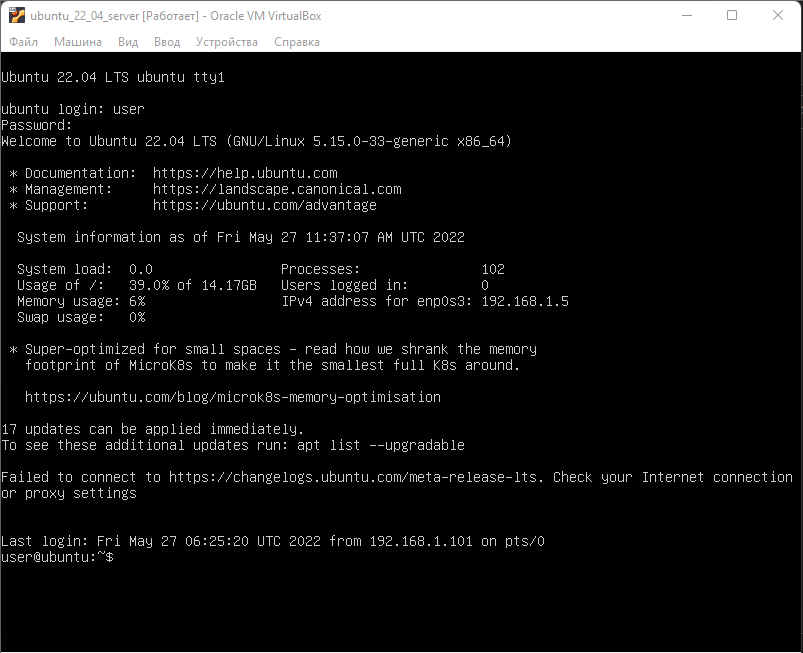 ubuntu_22_04_server [Работает] - Oracle VM VirtualBox
Файл Машина Вид Ввод Устройства Справка
Ubuntu 22.04 LTS ubuntu tty1
ubuntu login: user
Password:
Welcome to Ubuntu 22.04 LTS (GNU/Linux 5.15.0-33-generic x86_64)
* Documentation: https://help.ubuntu.com
* Management: https://landscape.canonical.com
* Support: https://ubuntu.com/advantage
System information as of Fri May 27 11:37:07 AM UTC 2022
System load: 0.0 Processes: 102
Usage of /: 39.0% of 14.17GB Users logged in: 0
Memory usage: 6% IPv4 address for enp0s3: 192.168.1.5
Swap usage: 0%
* Super-optimized for small spaces - read how we shrank the memory
footprint of MicroK8s to make it the smallest full K8s around.
https://ubuntu.com/blog/microk8s-memory-optimisation
17 updates can be applied immediately.
To see these additional updates run: apt list --upgradable
Failed to connect to https://changelogs.ubuntu.com/meta-release-lts. Check your Internet connection
or proxy settings
Last login: Fri May 27 06:25:20 UTC 2022 from 192.168.1.101 on pts/0
user@ubuntu:~$